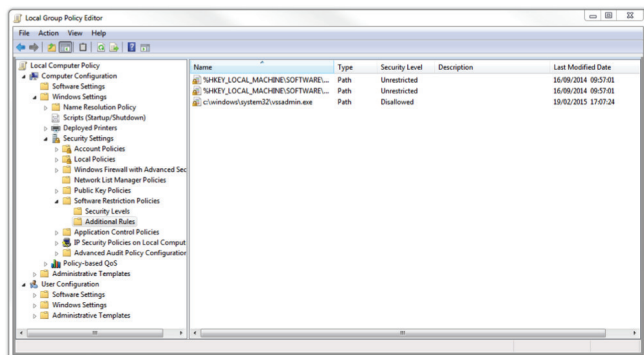 Local Group Policy Editor
File Action View Help
Local Computer Policy
Computer Configuration
Software Settings
Windows Settings
Name Resolution Policy
Scripts (Startup/Shutdown)
Deployed Printers
Security Settings
Account Policies
Local Policies
Windows Firewall with Advanced Sec
Network List Manager Policies
Public Key Policies
Software Restriction Policies
Security Levels
Additional Rules
Application Control Policies
IP Security Policies on Local Comput
Advanced Audit Policy Configuration
Policy-based QoS
Administrative Templates
User Configuration
Software Settings
Windows Settings
Administrative Templates
Name Type Security Level Description Last Modified Date
%HKEY_LOCAL_MACHINE\SOFTWARE\... Path Unrestricted 16/09/2014 09:57:01
%HKEY_LOCAL_MACHINE\SOFTWARE\... Path Unrestricted 16/09/2014 09:57:01
c:\windows\system32\vssadmin.exe Path Disallowed 19/02/2015 17:07:24